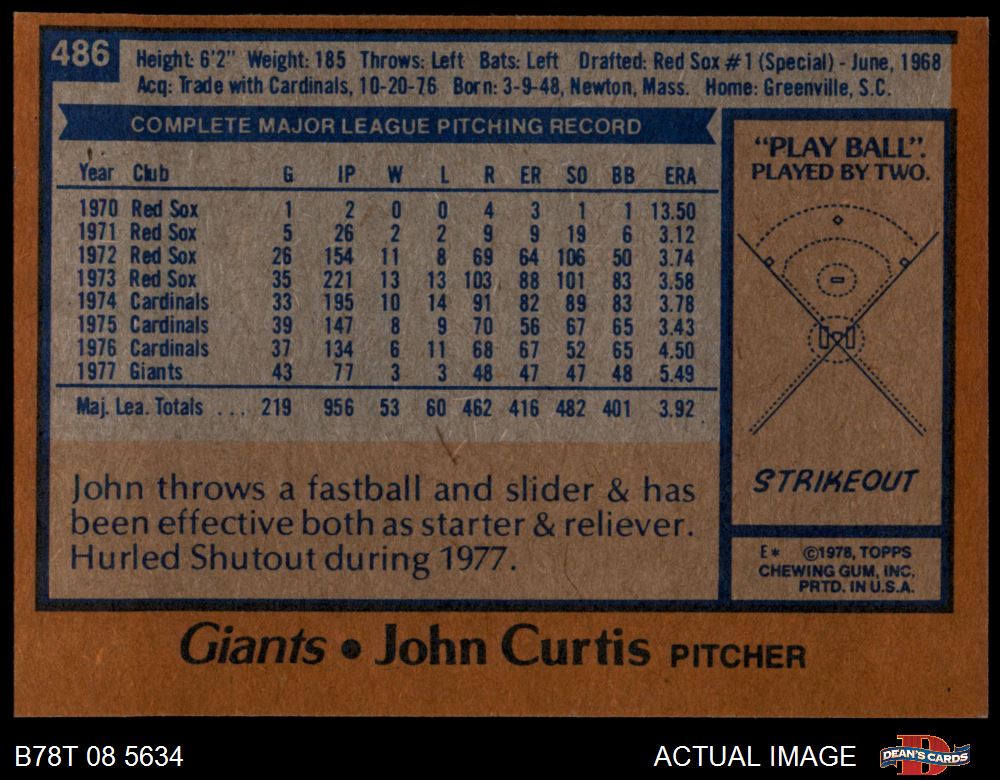 486
Height: 6'2" Weight: 185 Throws: Left Bats: Left Drafted: Red Sox #1 (Special) - June, 1968
Acq: Trade with Cardinals, 10-20-76 Born: 3-9-48, Newton, Mass. Home: Greenville, S.C.
COMPLETE MAJOR LEAGUE PITCHING RECORD
Year Club G IP W L R ER SO BB ERA
1970 Red Sox 1 2 0 0 4 3 1 1 13.50
1971 Red Sox 5 26 2 2 9 9 19 6 3.12
1972 Red Sox 26 154 11 8 69 64 106 50 3.74
1973 Red Sox 35 221 13 13 103 88 101 83 3.58
1974 Cardinals 33 195 10 14 91 82 89 83 3.78
1975 Cardinals 39 147 8 9 70 56 67 65 3.43
1976 Cardinals 37 134 6 11 68 67 52 65 4.50
1977 Giants 43 77 3 3 48 47 47 48 5.49
Maj. Lea. Totals ... 219 956 53 60 462 416 482 401 3.92
John throws a fastball and slider & has
been effective both as starter & reliever.
Hurled Shutout during 1977.
"PLAY BALL".
PLAYED BY TWO.
STRIKEOUT
E* ©1978, TOPPS
CHEWING GUM, INC.
PRTD. IN U.S.A.
Giants • John Curtis PITCHER
B78T 08 5634
ACTUAL IMAGE
DEAN'S CARDS